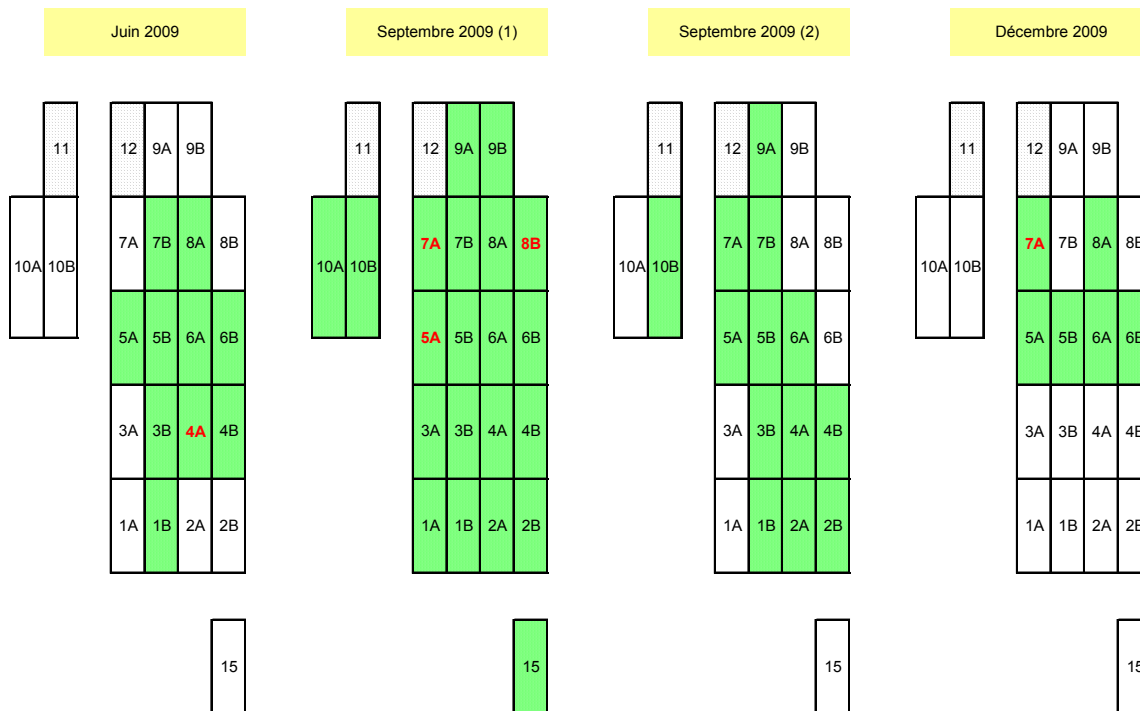 Juin 2009 Septembre 2009 (1) Septembre 2009 (2) Décembre 2009
11 12 9A 9B 11 12 9A 9B 11 12 9A 9B 11 12 9A 9B
7A 7B 8A 8B 7A 7B 8A 8B 7A 7B 8A 8B 7A 7B 8A 8B
10A 10B 10A 10B 10A 10B 10A 10B
5A 5B 6A 6B 5A 5B 6A 6B 5A 5B 6A 6B 5A 5B 6A 6B
3A 3B 4A 4B 3A 3B 4A 4B 3A 3B 4A 4B 3A 3B 4A 4B
1A 1B 2A 2B 1A 1B 2A 2B 1A 1B 2A 2B 1A 1B 2A 2B
15 15 15 15